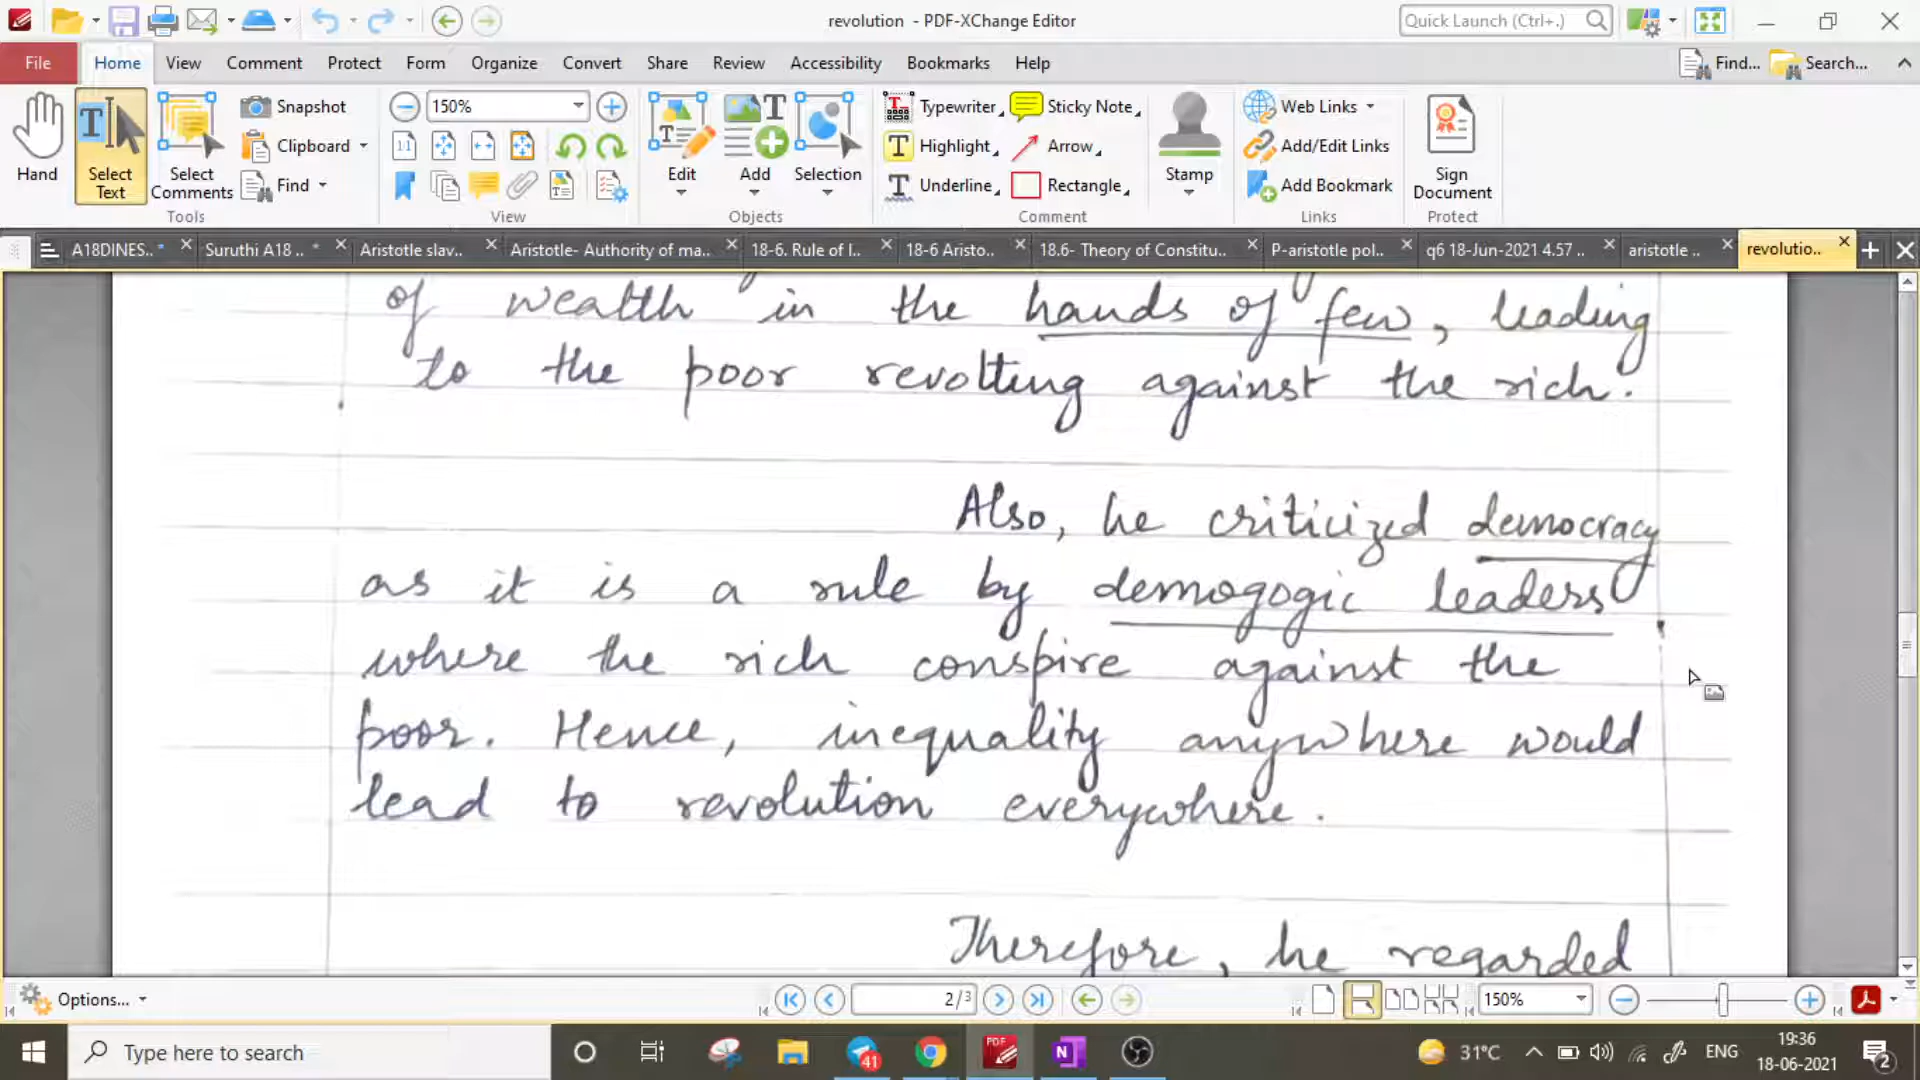 revolution - PDF-XChange Editor
Quick Launch (Ctrl+.)
File Home View Comment Protect Form Organize Convert Share Review Accessibility Bookmarks Help Find... Search...
Hand
Select Text
Select Comments
Snapshot
Clipboard
Find
Tools
150%
View
Edit
Add
Selection
Objects
Typewriter
Highlight
Underline
Sticky Note
Arrow
Rectangle
Stamp
Comment
Web Links
Add/Edit Links
Add Bookmark
Links
Sign Document
Protect
A18DINES.. * Suruthi A18 .. * Aristotle slav.. Aristotle- Authority of ma.. 18-6. Rule of l.. 18-6 Aristo.. 18.6- Theory of Constitu.. P-aristotle pol.. q6 18-Jun-2021 4.57 .. aristotle .. revolutio..
of wealth in the hands of few, leading
to the poor revolting against the rich.
Also, he criticized democracy
as it is a rule by demogogic leaders
where the rich conspire against the
poor. Hence, inequality anywhere would
lead to revolution everywhere.
Therefore, he regarded
Options... 2/3 150%
Type here to search
41
31°C ENG
19:36
18-06-2021
2